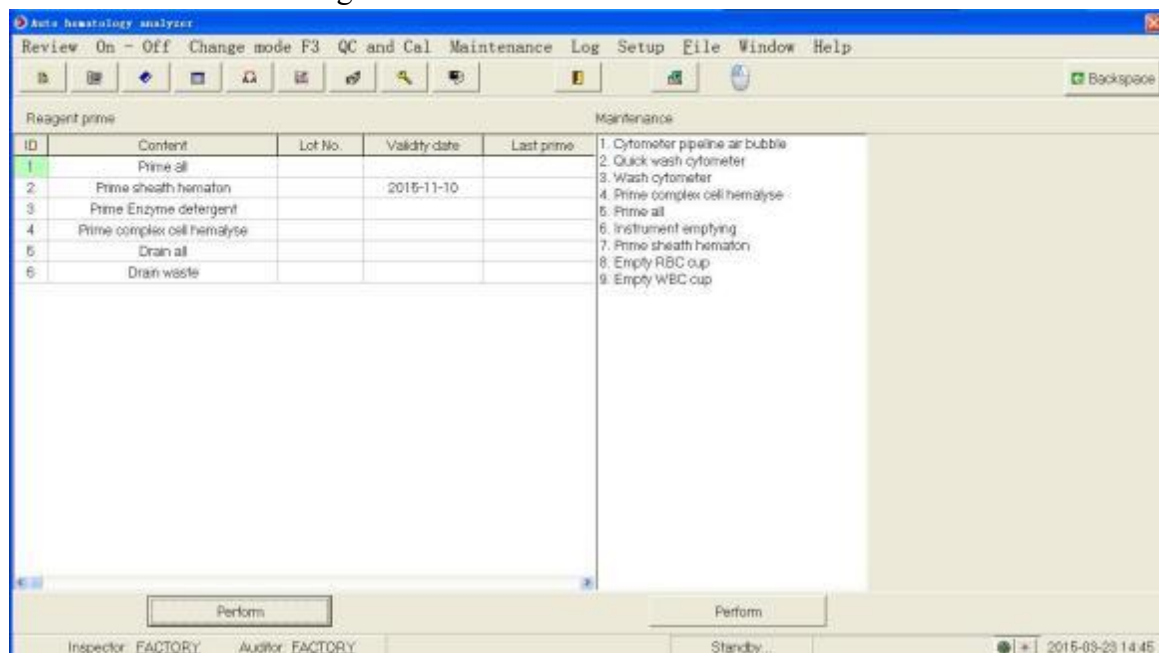 Auto hematology analyzer
Review On - Off Change mode F3 QC and Cal Maintenance Log Setup File Window Help
Backspace
Reagent prime
Maintenance
ID Content Lot No. Validity date Last prime
1 Prime all
2 Prime sheath hematon 2015-11-10
3 Prime Enzyme detergent
4 Prime complex cell hemalyse
5 Drain all
6 Drain waste
1. Cytometer pipeline air bubble
2. Quick wash cytometer
3. Wash cytometer
4. Prime complex cell hemalyse
5. Prime all
6. Instrument emptying
7. Prime sheath hematon
8. Empty RBC cup
9. Empty WBC cup
Perform
Perform
Inspector: FACTORY Auditor: FACTORY Standby... 2015-03-23 14:45